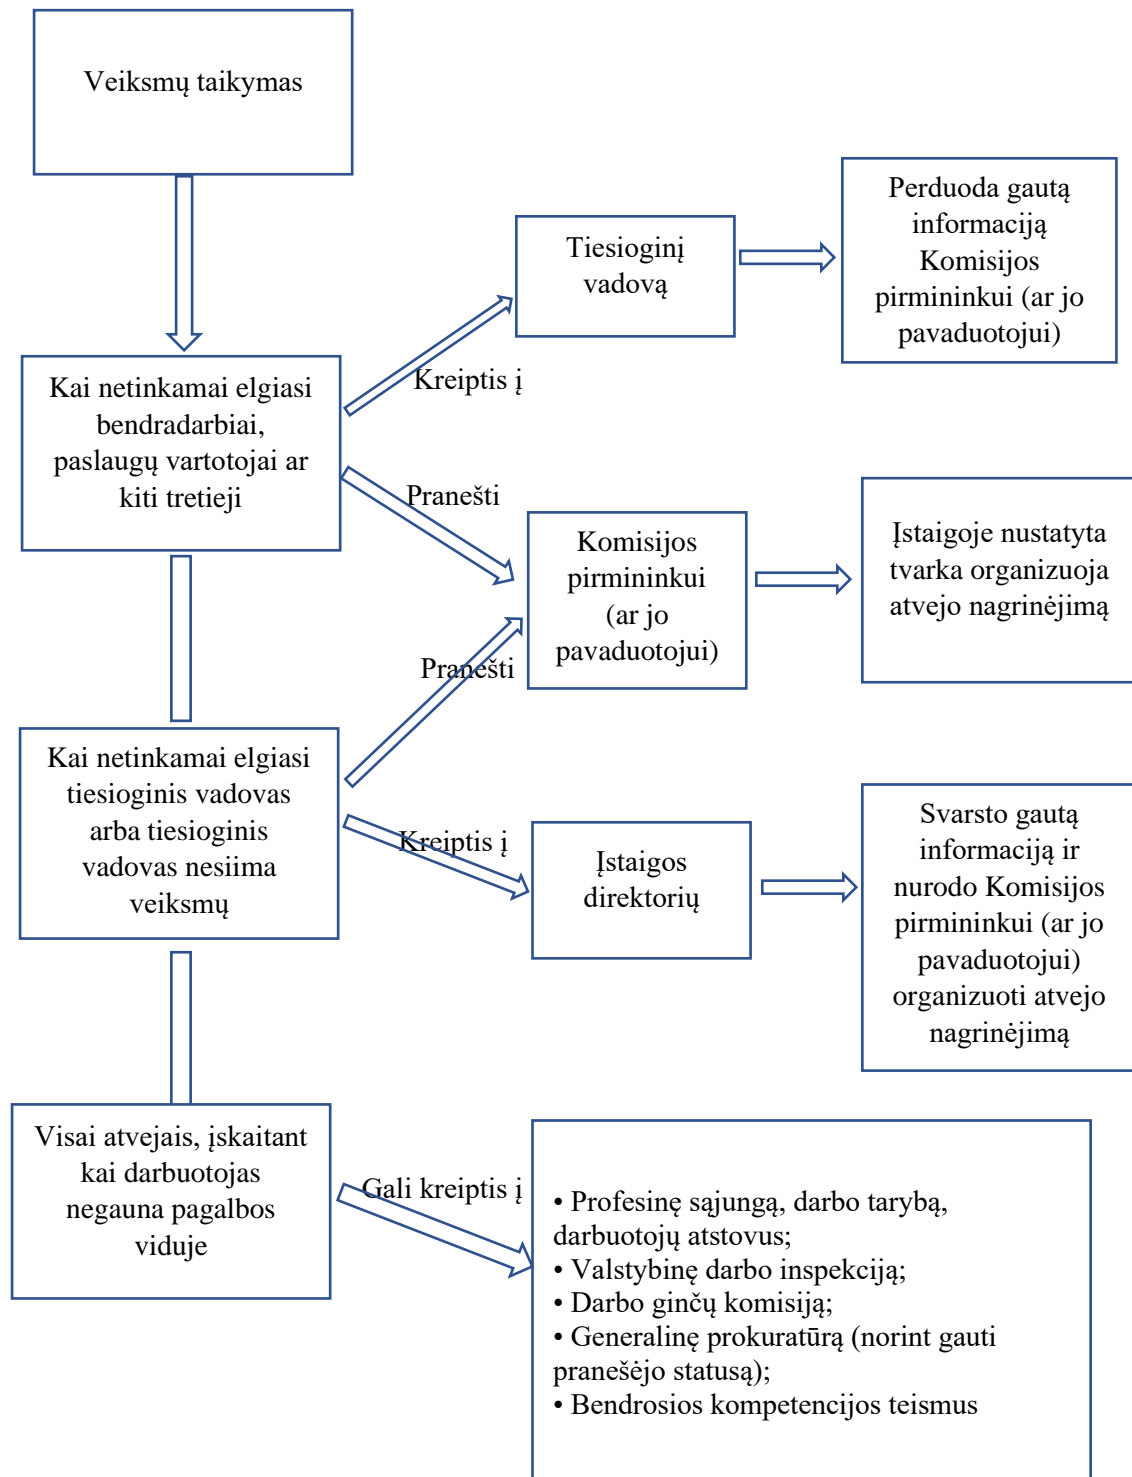 Veiksmų taikymas
Perduoda gautą
informaciją
Komisijos
pirmininkui (ar jo
pavaduotojui)
Tiesioginį
vadovą
Kreiptis į
Kai netinkamai elgiasi
bendradarbiai,
paslaugų vartotojai ar
kiti tretieji
Pranešti
Komisijos
pirmininkui
(ar jo
pavaduotojui)
Įstaigoje nustatyta
tvarka organizuoja
atvejo nagrinėjimą
Pranešti
Kai netinkamai elgiasi
tiesioginis vadovas
arba tiesioginis
vadovas nesiima
veiksmų
Kreiptis į
Įstaigos
direktorių
Svarsto gautą
informaciją ir
nurodo Komisijos
pirmininkui (ar jo
pavaduotojui)
organizuoti atvejo
nagrinėjimą
Visai atvejais, įskaitant
kai darbuotojas
negauna pagalbos
viduje
Gali kreiptis į
• Profesinę sąjungą, darbo tarybą,
darbuotojų atstovus;
• Valstybinę darbo inspekciją;
• Darbo ginčų komisiją;
• Generalinę prokuratūrą (norint gauti
pranešėjo statusą);
• Bendrosios kompetencijos teismus